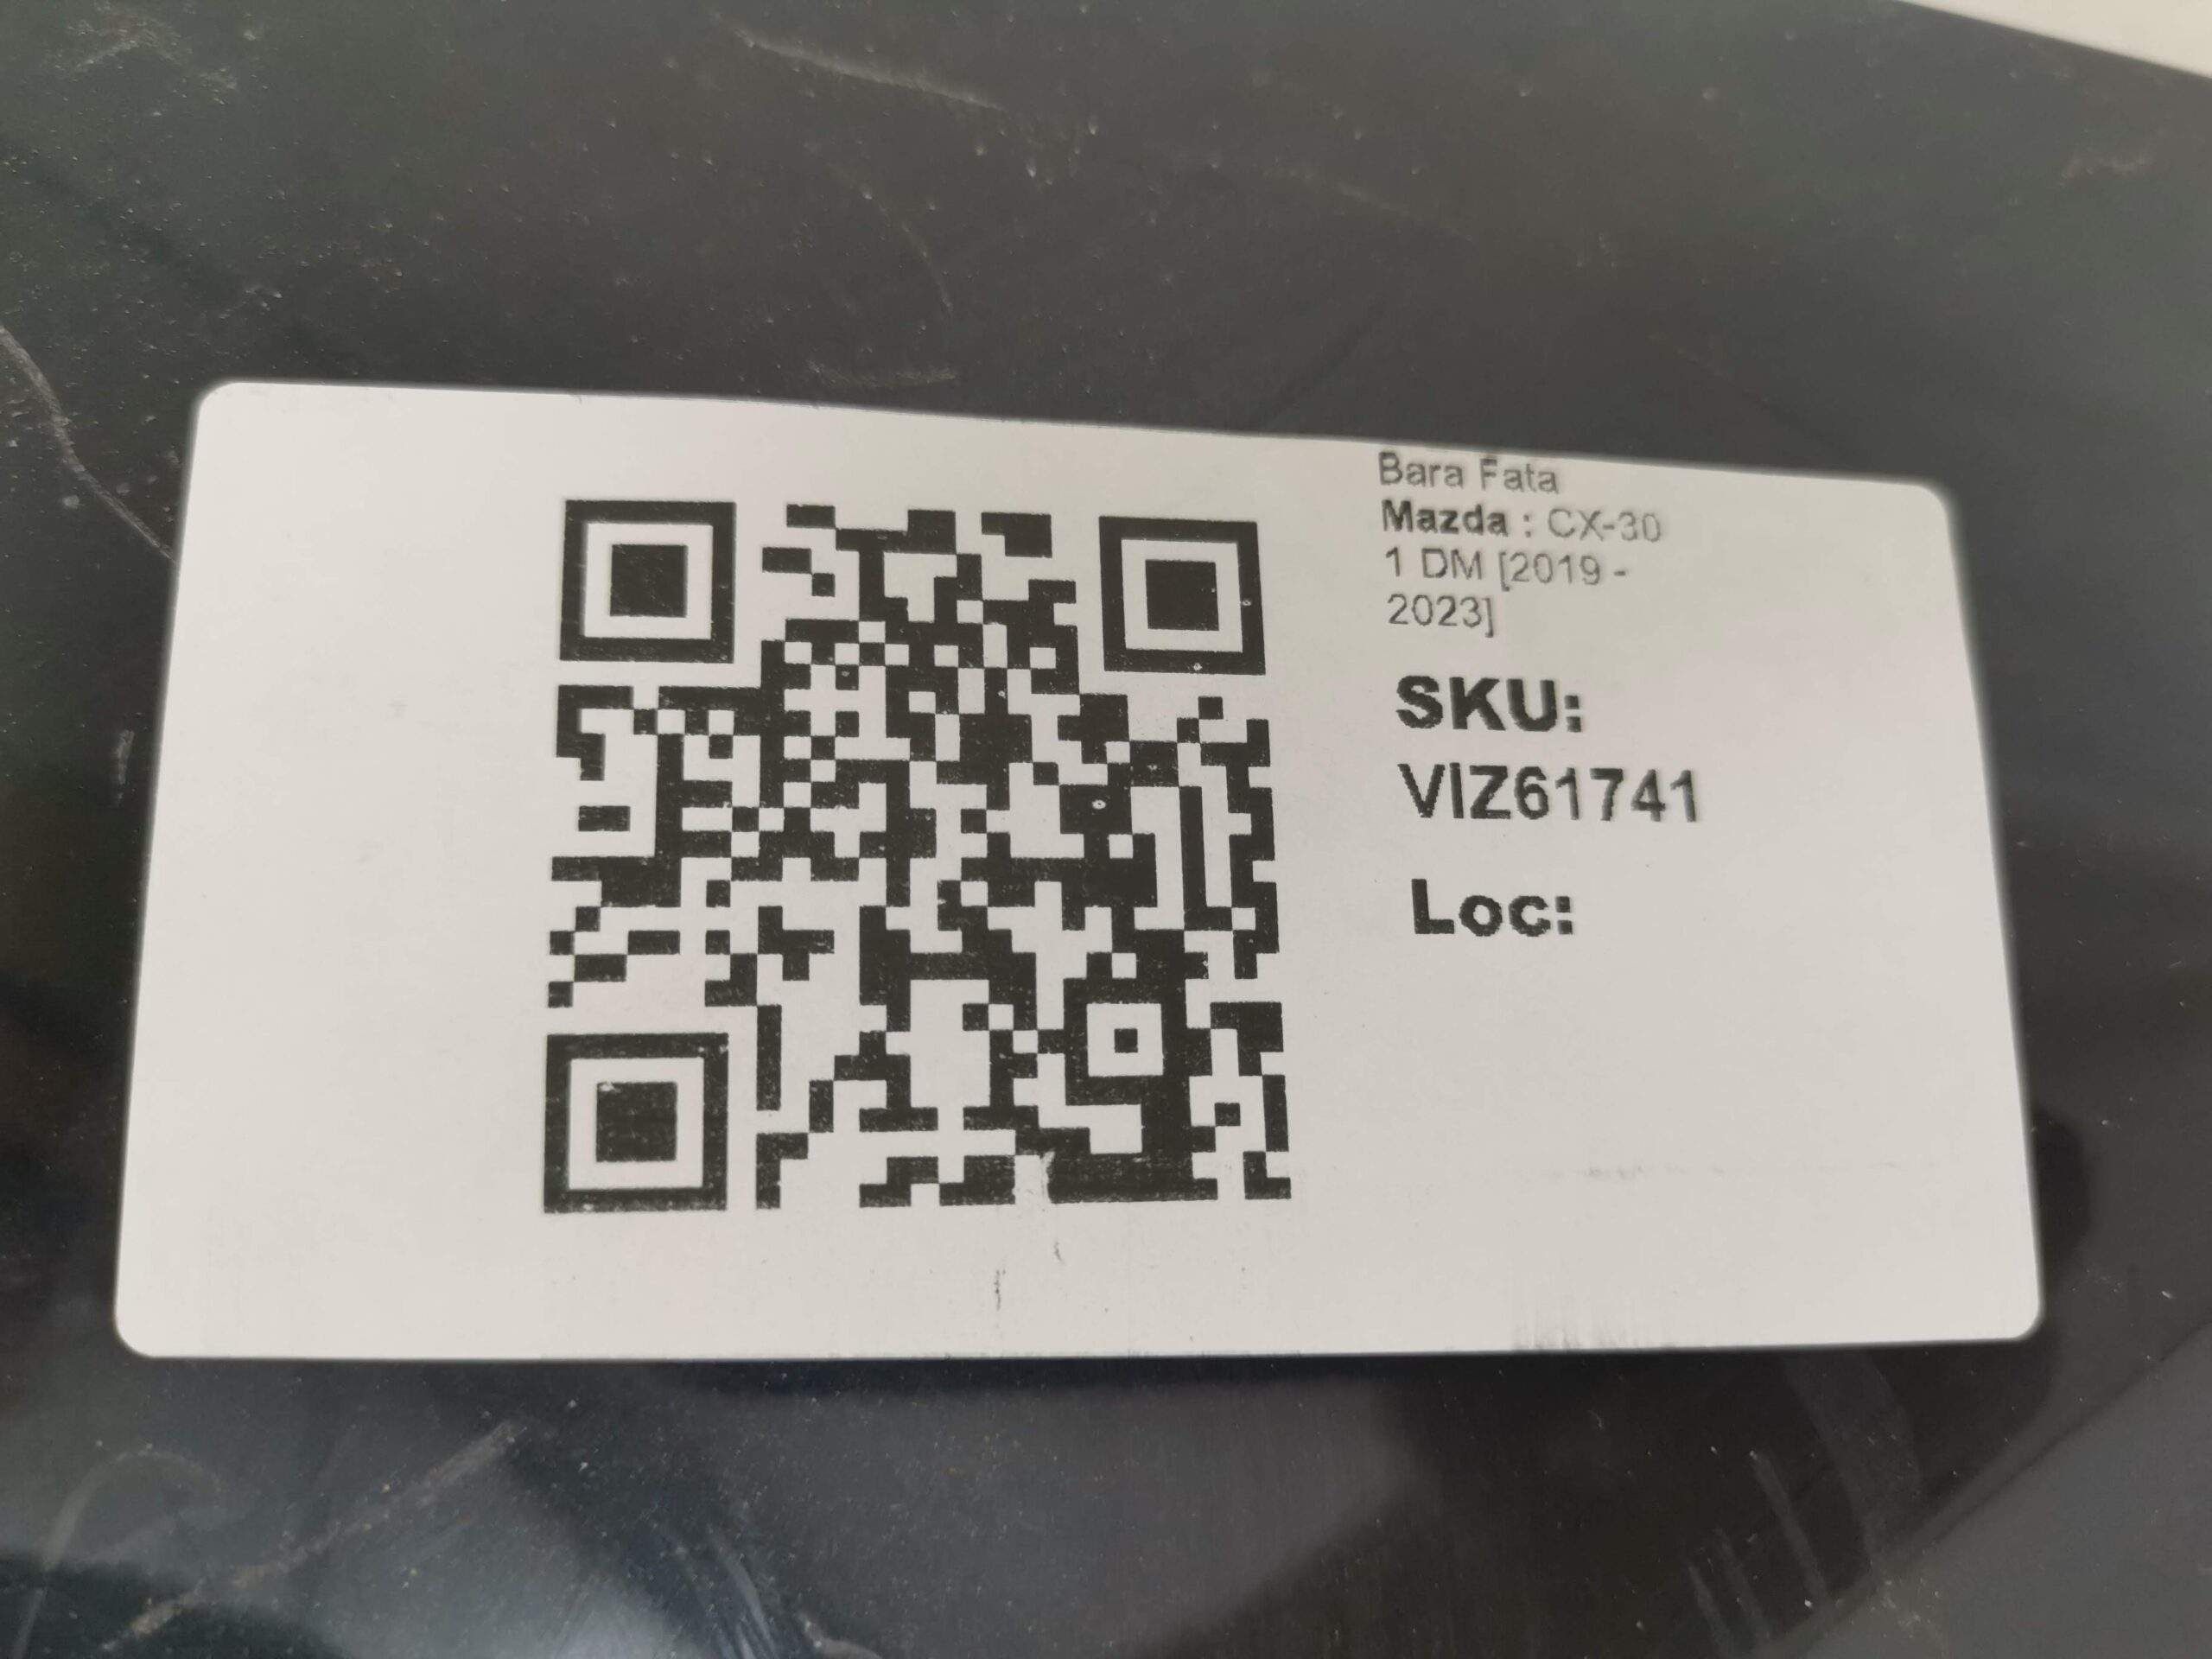 Bara Fata
Mazda : CX-30
1 DM [2019 -
2023]
SKU:
VIZ61741
Loc: